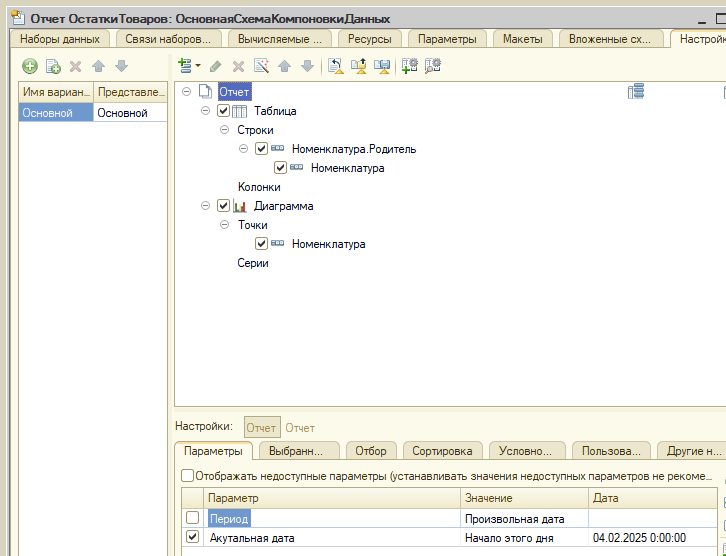 Отчет ОстаткиТоваров: ОсновнаяСхемаКомпоновкиДанных
Наборы данных Связи наборов... Вычисляемые ... Ресурсы Параметры Макеты Вложенные сх... Настройк
Имя вариан... Представле...
Основной Основной
Отчет
Таблица
Строки
Номенклатура.Родитель
Номенклатура
Колонки
Диаграмма
Точки
Номенклатура
Серии
Настройки: Отчет Отчет
Параметры Выбранн... Отбор Сортировка Условно... Пользова... Другие н...
Отображать недоступные параметры (устанавливать значения недоступных параметров не рекоме...
Параметр Значение Дата
Период Произвольная дата
Акутальная дата Начало этого дня 04.02.2025 0:00:00